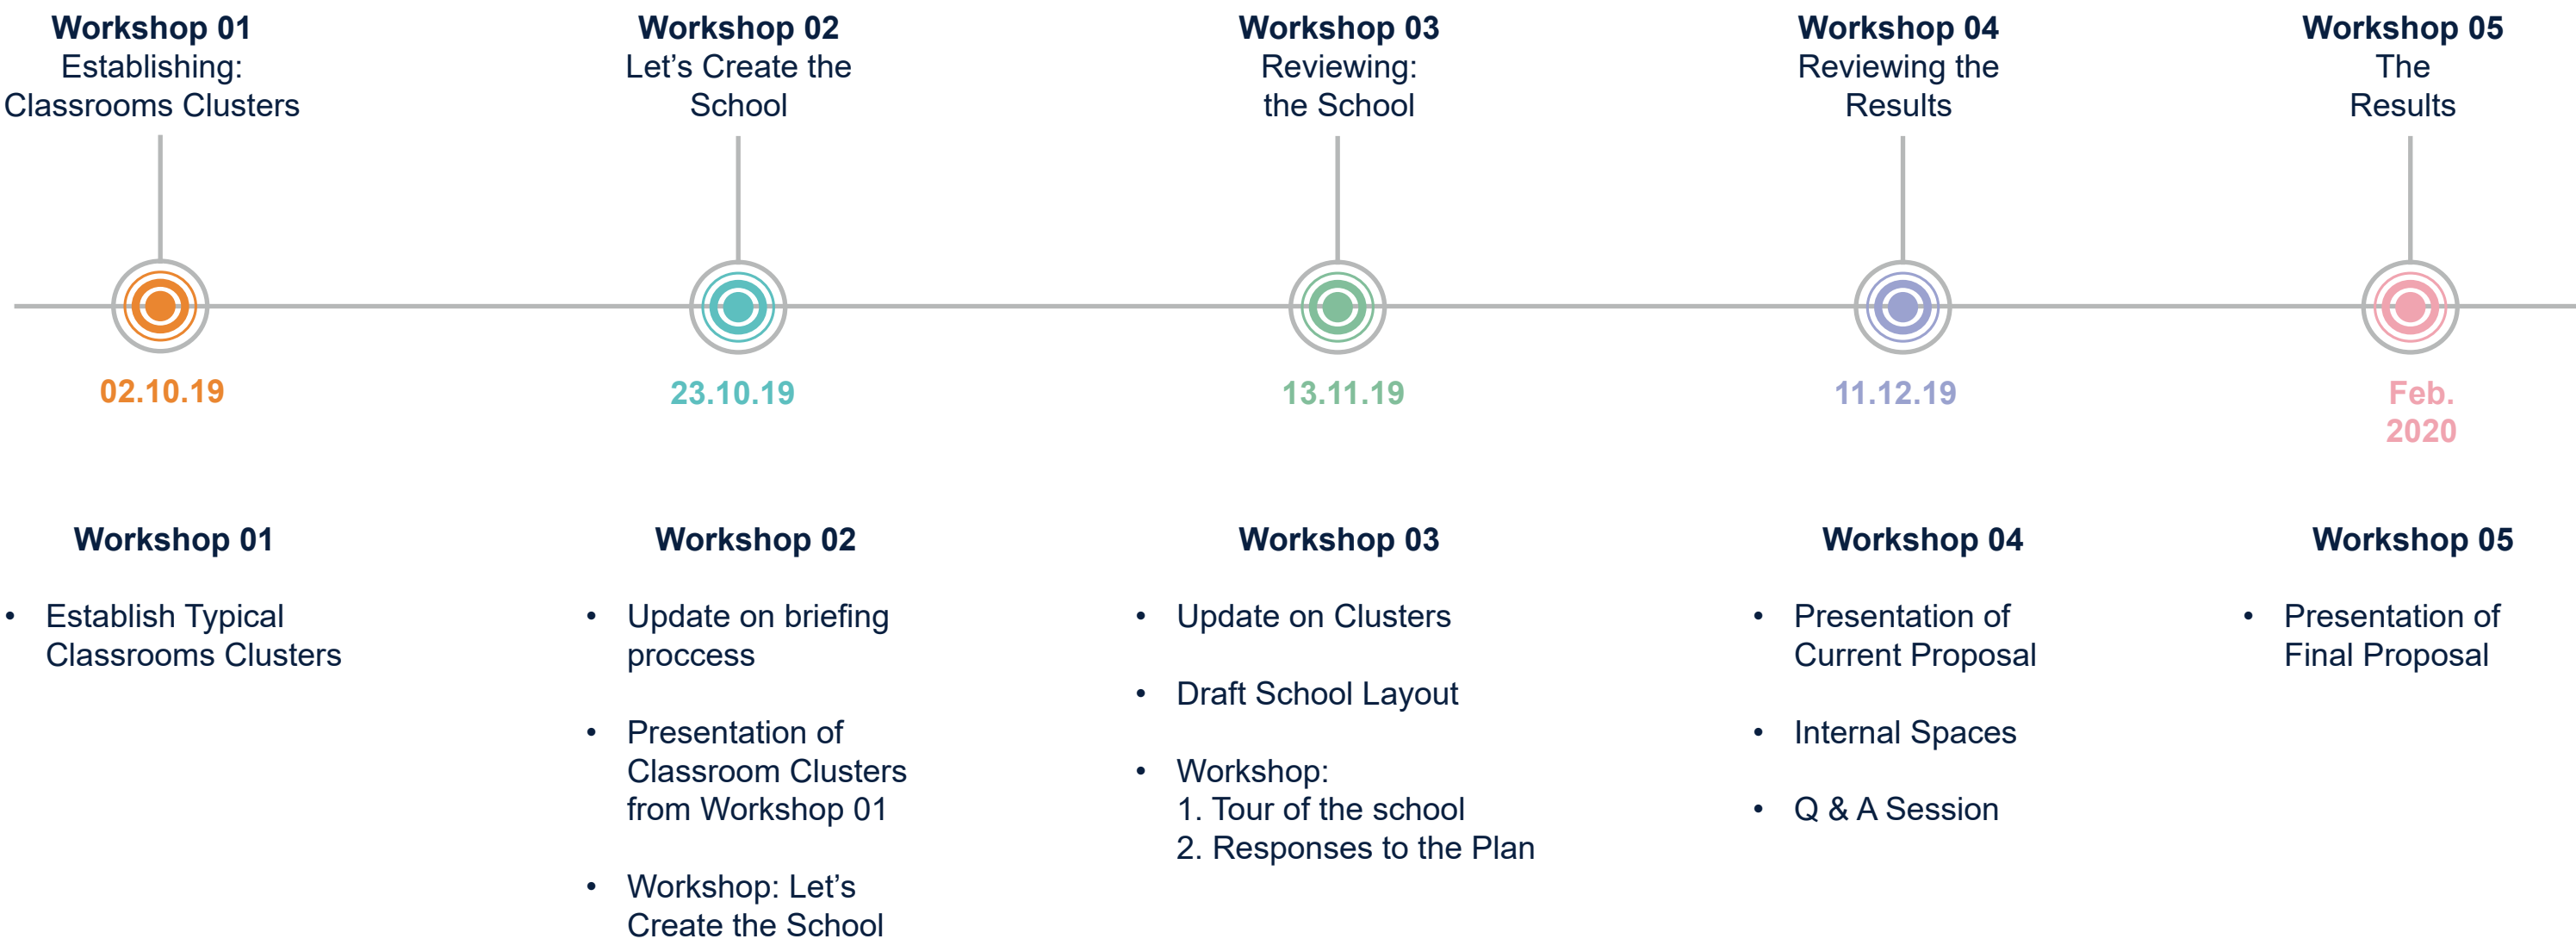 Workshop 01
Establishing:
Classrooms Clusters
Workshop 02
Let’s Create the
School
Workshop 03
Reviewing:
the School
Workshop 04
Reviewing the
Results
Workshop 05
The
Results
02.10.19
23.10.19
13.11.19
11.12.19
Feb.
2020
Workshop 01
• Establish Typical
Classrooms Clusters
Workshop 02
• Update on briefing
proccess
• Presentation of
Classroom Clusters
from Workshop 01
• Workshop: Let’s
Create the School
Workshop 03
• Update on Clusters
• Draft School Layout
• Workshop:
1. Tour of the school
2. Responses to the Plan
Workshop 04
• Presentation of
Current Proposal
• Internal Spaces
• Q & A Session
Workshop 05
• Presentation of
Final Proposal